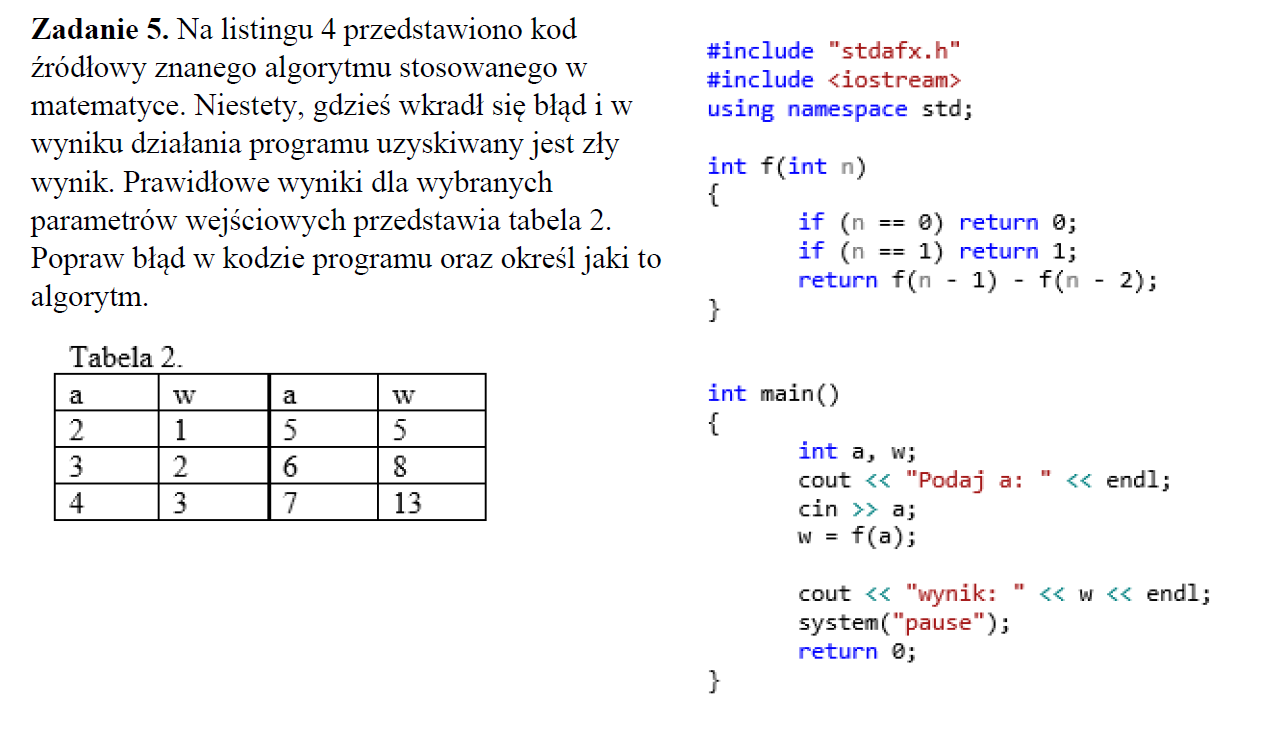 Zadanie 5. Na listingu 4 przedstawiono kod
źródłowy znanego algorytmu stosowanego w
matematyce. Niestety, gdzieś wkradł się błąd i w
wyniku działania programu uzyskiwany jest zły
wynik. Prawidłowe wyniki dla wybranych
parametrów wejściowych przedstawia tabela 2.
Popraw błąd w kodzie programu oraz określ jaki to
algorytm.
Tabela 2.
a w a w
2 1 5 5
3 2 6 8
4 3 7 13
#include "stdafx.h"
#include <iostream>
using namespace std;
int f(int n)
{
if (n == 0) return 0;
if (n == 1) return 1;
return f(n - 1) - f(n - 2);
}
int main()
{
int a, w;
cout << "Podaj a: " << endl;
cin >> a;
w = f(a);
cout << "wynik: " << w << endl;
system("pause");
return 0;
}